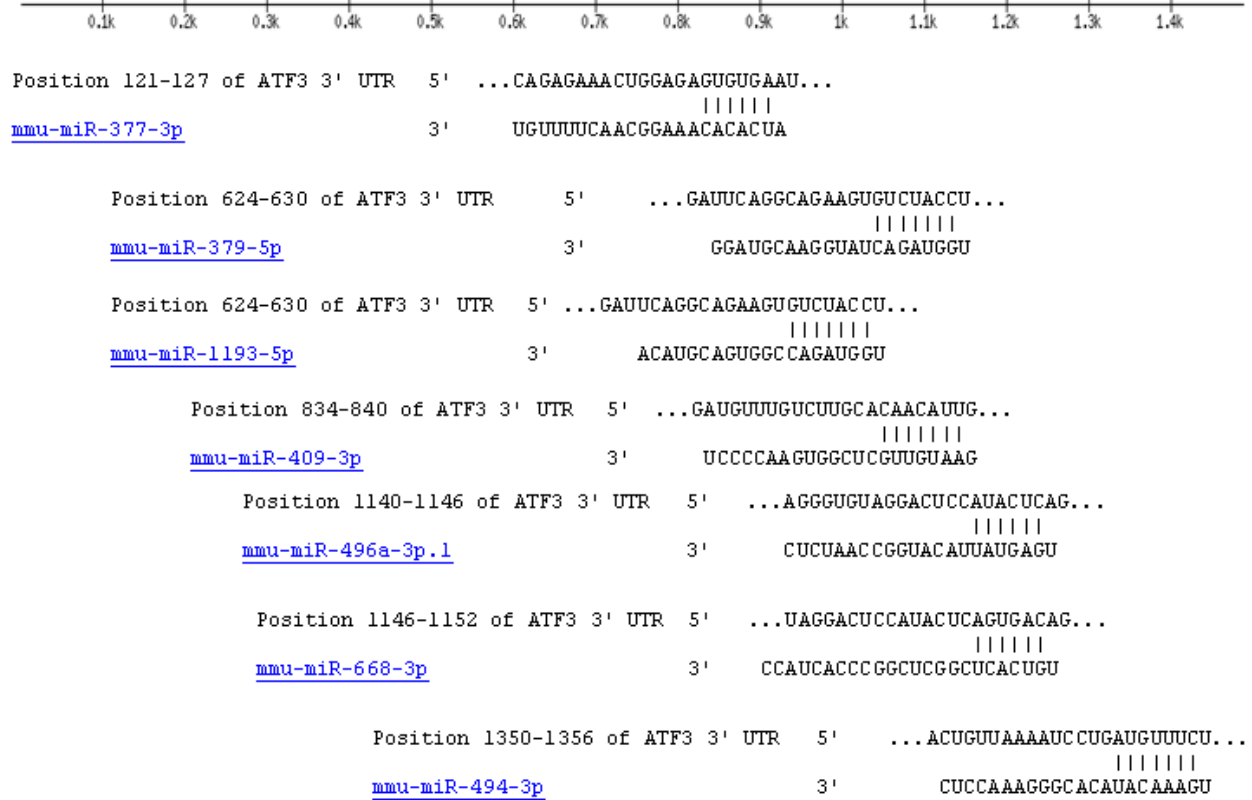 0.1k 0.2k 0.3k 0.4k 0.5k 0.6k 0.7k 0.8k 0.9k 1k 1.1k 1.2k 1.3k 1.4k
Position 121-127 of ATF3 3' UTR 5' ...CAGAGAAACUGGAGAGUGUGAAU...
||||||
mmu-miR-377-3p 3' UGUUUUCAACGGAAACACACUA
Position 624-630 of ATF3 3' UTR 5' ...GAUUCAGGCAGAAGUGUCUACCU...
|||||||
mmu-miR-379-5p 3' GGAUGCAAGGUAUCAGAUGGU
Position 624-630 of ATF3 3' UTR 5' ...GAUUCAGGCAGAAGUGUCUACCU...
|||||||
mmu-miR-1193-5p 3' ACAUGCAGUGGCCAGAUGGU
Position 834-840 of ATF3 3' UTR 5' ...GAUGUUUGUCUUGCACAACAUUG...
|||||||
mmu-miR-409-3p 3' UCCCCAAGUGGCUCGUUGUAAG
Position 1140-1146 of ATF3 3' UTR 5' ...AGGGUGUAGGACUCCAUACUCAG...
||||||
mmu-miR-496a-3p.1 3' CUCUAACCGGUACAUUAUGAGU
Position 1146-1152 of ATF3 3' UTR 5' ...UAGGACUCCAUACUCAGUGACAG...
||||||
mmu-miR-668-3p 3' CCAUCACCCGGCUCGGCUCACUGU
Position 1350-1356 of ATF3 3' UTR 5' ...ACUGUUAAAAUCCUGAUGUUUCU...
|||||||
mmu-miR-494-3p 3' CUCCAAAGGGCACAUACAAAGU